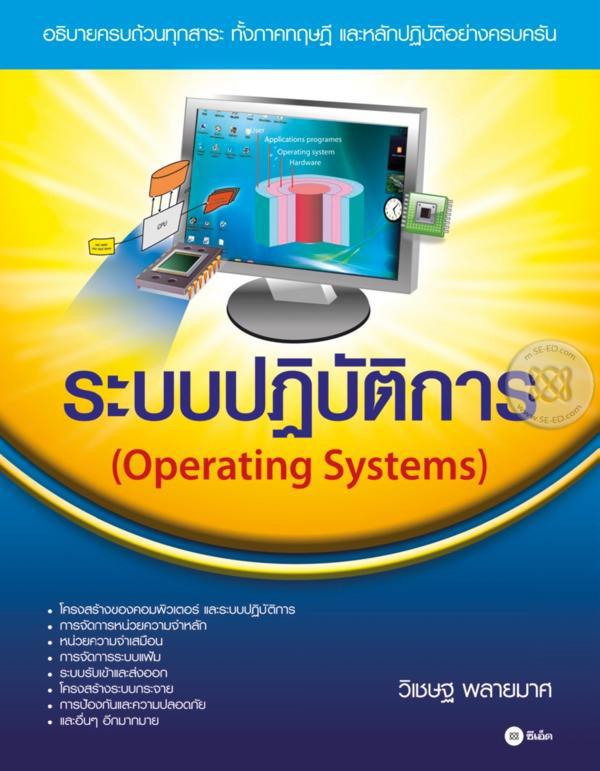 อธิบายครบถ้วนทุกสาระ ทั้งภาคทฤษฎี และหลักปฏิบัติอย่างครบครัน
User
Applications programes
Operating system
Hardware
CPU
ระบบปฏิบัติการ
m.SE-ED.com
www.SE-ED.com
(Operating Systems)
• โครงสร้างของคอมพิวเตอร์ และระบบปฏิบัติการ
• การจัดการหน่วยความจำหลัก
• หน่วยความจำเสมือน
• การจัดการระบบแฟ้ม
• ระบบรับเข้าและส่งออก
• โครงสร้างระบบกระจาย
• การป้องกันและความปลอดภัย
• และอื่นๆ อีกมากมาย
วิเชษฐ พลายมาศ
ซีเอ็ด